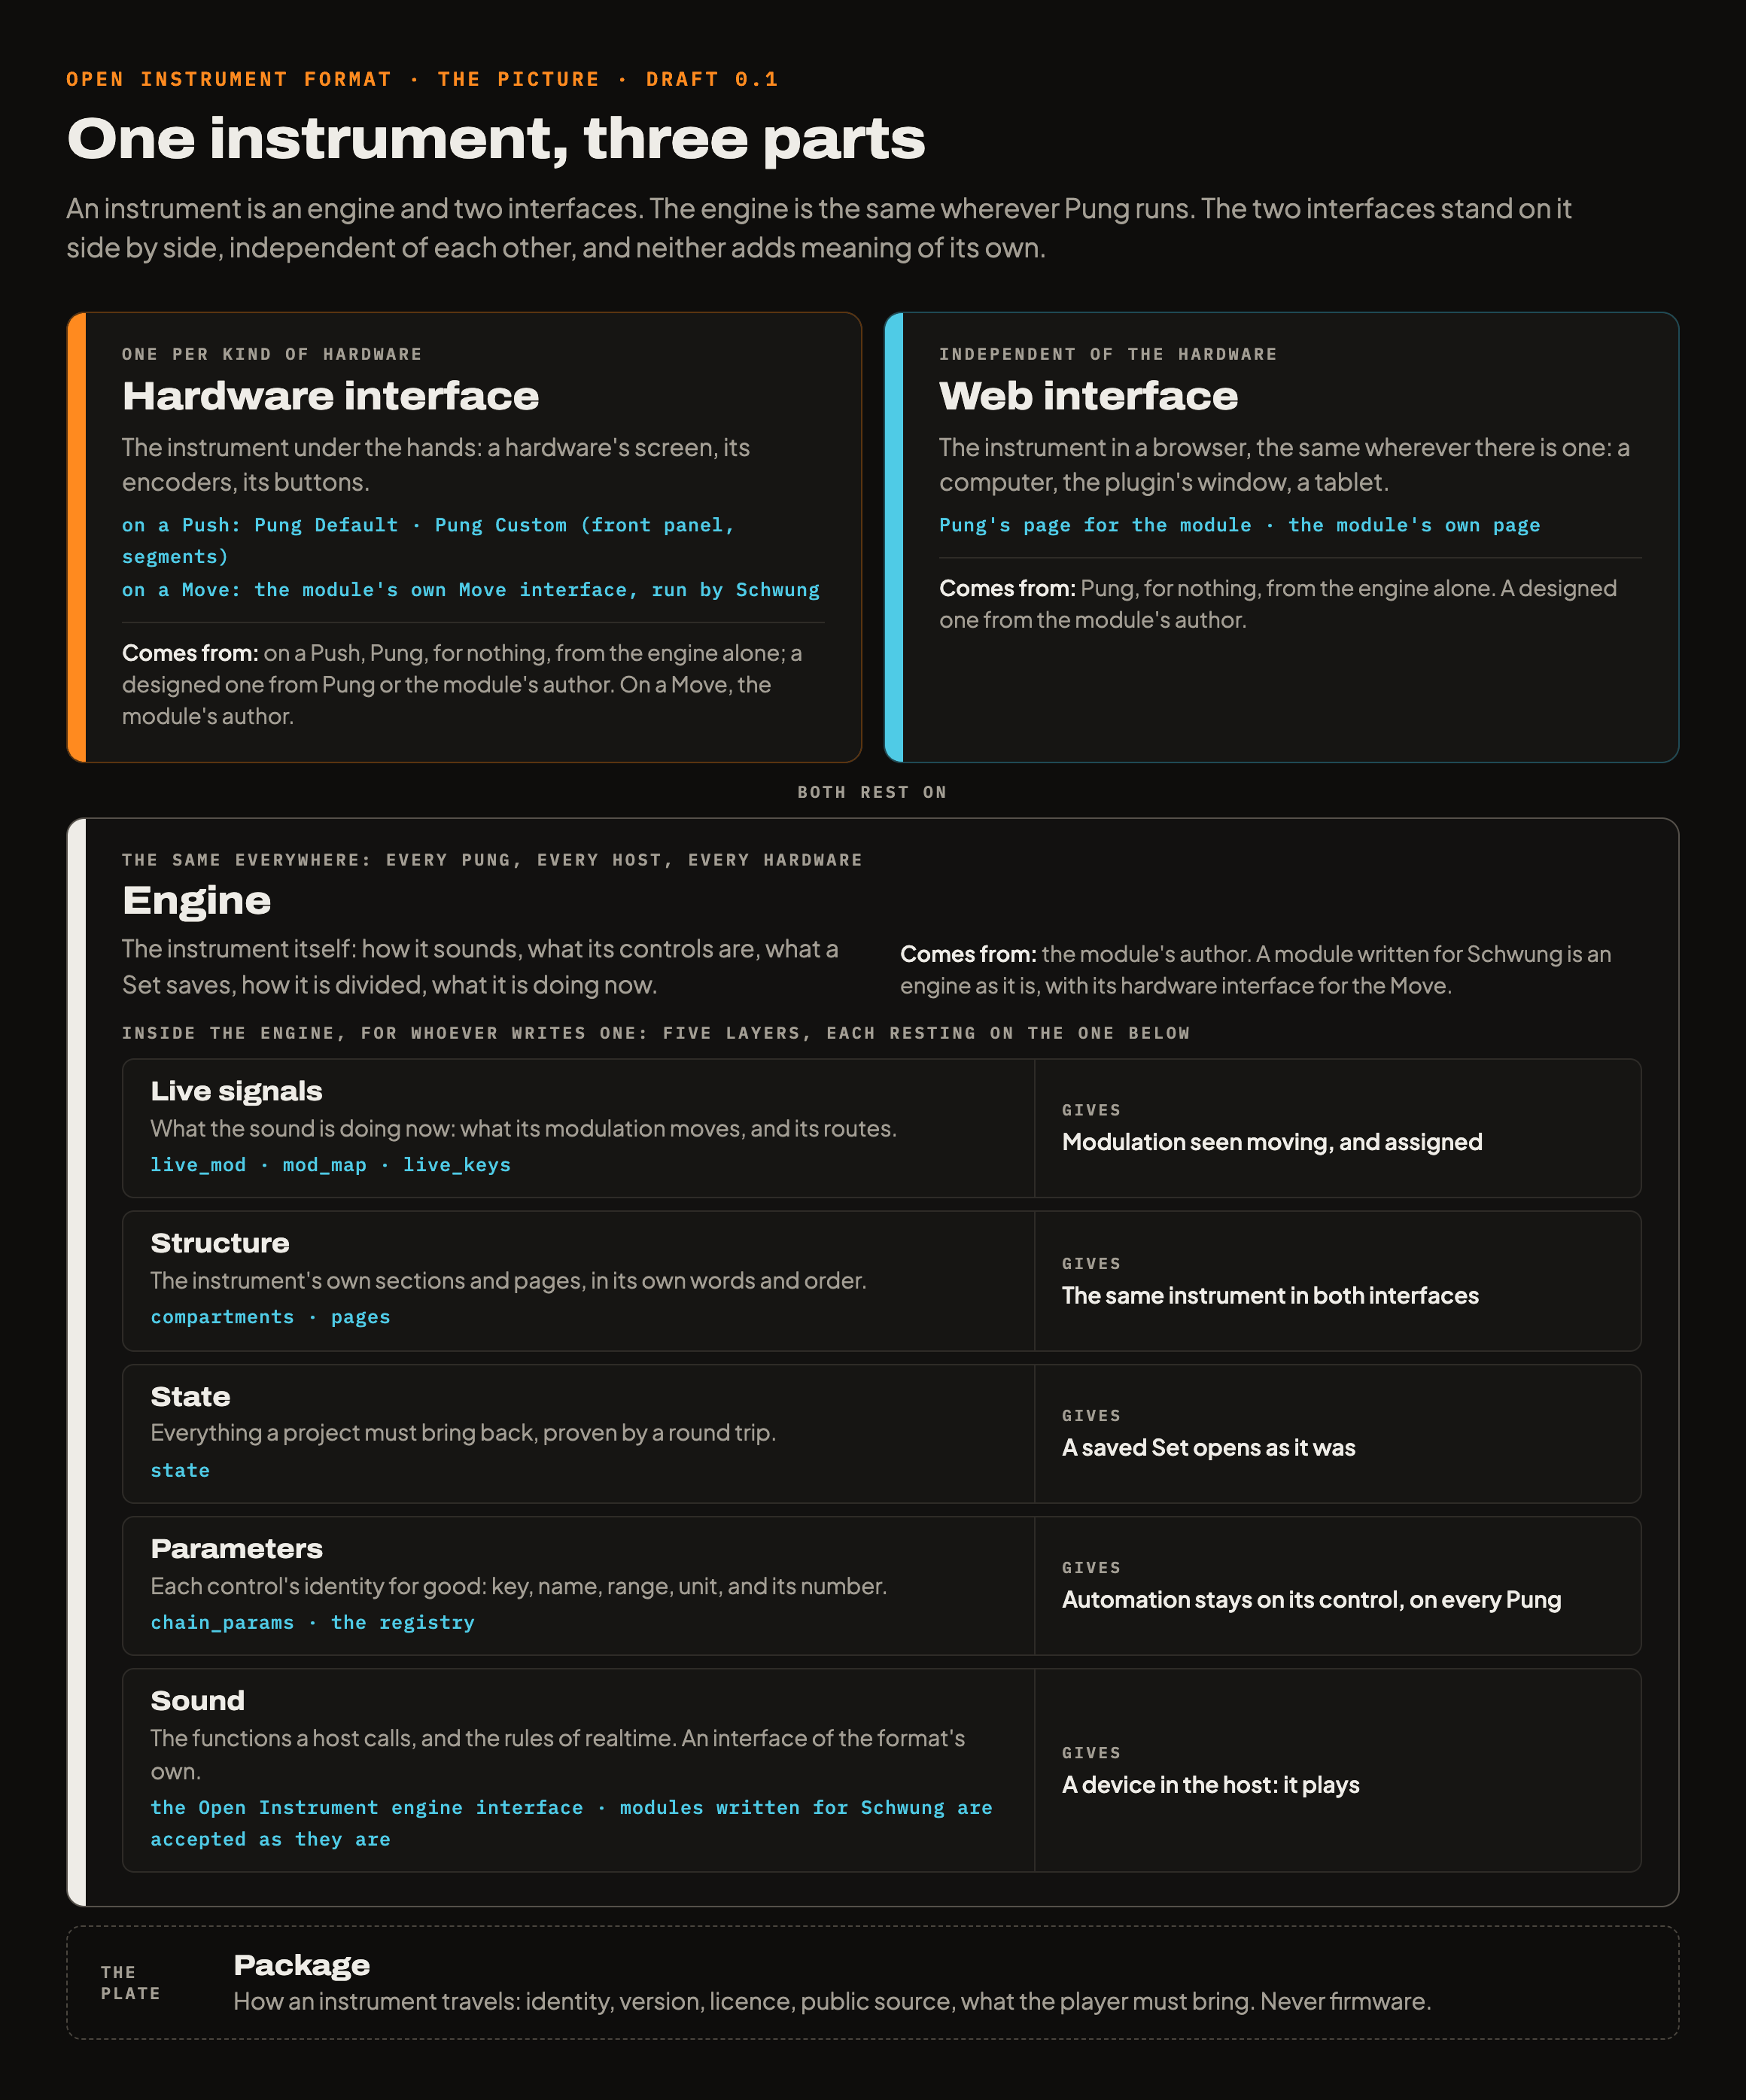 OPEN INSTRUMENT FORMAT · THE PICTURE · DRAFT 0.1
One instrument, three parts
An instrument is an engine and two interfaces. The engine is the same wherever Pung runs. The two interfaces stand on it
side by side, independent of each other, and neither adds meaning of its own.
ONE PER KIND OF HARDWARE
Hardware interface
The instrument under the hands: a hardware's screen, its
encoders, its buttons.
on a Push: Pung Default · Pung Custom (front panel,
segments)
on a Move: the module's own Move interface, run by Schwung
Comes from: on a Push, Pung, for nothing, from the engine alone; a
designed one from Pung or the module's author. On a Move, the
module's author.
INDEPENDENT OF THE HARDWARE
Web interface
The instrument in a browser, the same wherever there is one: a
computer, the plugin's window, a tablet.
Pung's page for the module · the module's own page
Comes from: Pung, for nothing, from the engine alone. A designed
one from the module's author.
BOTH REST ON
THE SAME EVERYWHERE: EVERY PUNG, EVERY HOST, EVERY HARDWARE
Engine
The instrument itself: how it sounds, what its controls are, what a
Set saves, how it is divided, what it is doing now.
Comes from: the module's author. A module written for Schwung is an
engine as it is, with its hardware interface for the Move.
INSIDE THE ENGINE, FOR WHOEVER WRITES ONE: FIVE LAYERS, EACH RESTING ON THE ONE BELOW
Live signals
What the sound is doing now: what its modulation moves, and its routes.
live_mod · mod_map · live_keys
GIVES
Modulation seen moving, and assigned
Structure
The instrument's own sections and pages, in its own words and order.
compartments · pages
GIVES
The same instrument in both interfaces
State
Everything a project must bring back, proven by a round trip.
state
GIVES
A saved Set opens as it was
Parameters
Each control's identity for good: key, name, range, unit, and its number.
chain_params · the registry
GIVES
Automation stays on its control, on every Pung
Sound
The functions a host calls, and the rules of realtime. An interface of the format's
own.
the Open Instrument engine interface · modules written for Schwung are
accepted as they are
GIVES
A device in the host: it plays
THE
PLATE
Package
How an instrument travels: identity, version, licence, public source, what the player must bring. Never firmware.